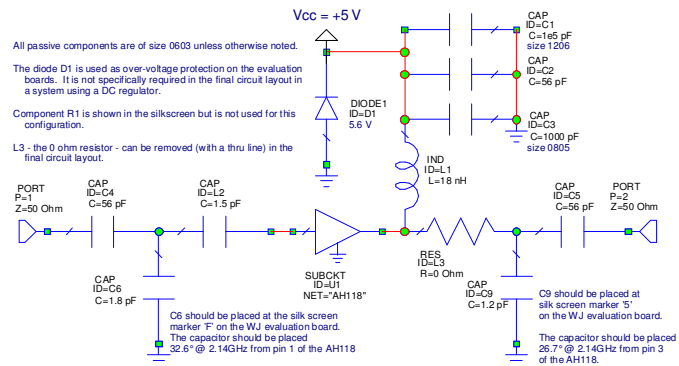 Vcc = +5 V
All passive components are of size 0603 unless otherwise noted.
The diode D1 is used as over-voltage protection on the evaluation
boards. It is not specifically required in the final circuit layout in
a system using a DC regulator.
Component R1 is shown in the silkscreen but is not used for this
configuration.
L3 - the 0 ohm resistor - can be removed (with a thru line) in the
final circuit layout.
CAP
ID=C1
C=1e5 pF
size 1206
CAP
ID=C2
C=56 pF
CAP
ID=C3
C=1000 pF
size 0805
DIODE1
ID=D1
5.6 V
IND
ID=L1
L=18 nH
PORT
P=1
Z=50 Ohm
CAP
ID=C4
C=56 pF
CAP
ID=L2
C=1.5 pF
CAP
ID=C6
C=1.8 pF
SUBCKT
ID=U1
NET="AH118"
RES
ID=L3
R=0 Ohm
CAP
ID=C5
C=56 pF
PORT
P=2
Z=50 Ohm
CAP
ID=C9
C=1.2 pF
C6 should be placed at the silk screen
marker 'F' on the WJ evaluation board.
The capacitor should be placed
32.6° @ 2.14GHz from pin 1 of the AH118
C9 should be placed at
silk screen marker '5'
on the WJ evaluation board.
The capacitor should be placed
26.7° @ 2.14GHz from pin 3
of the AH118.